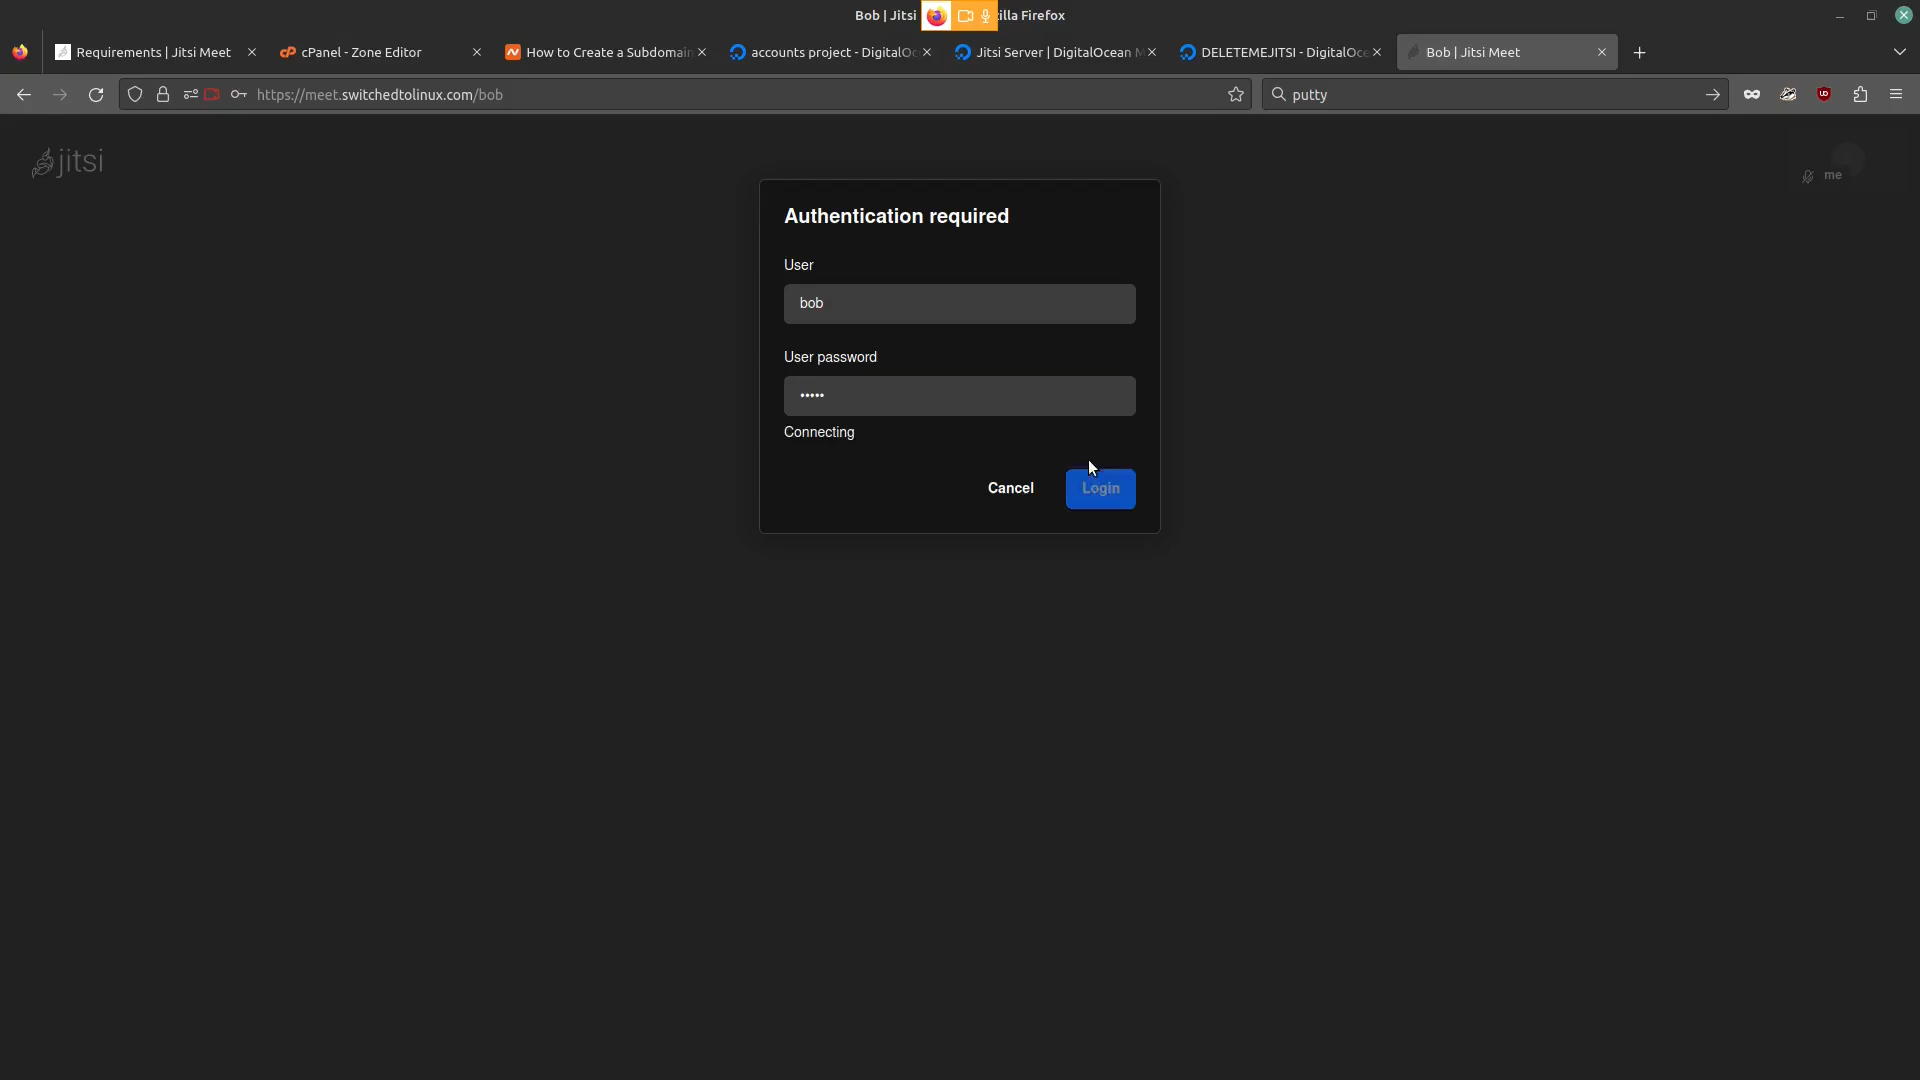 Bob | Jitsi
illa Firefox
Requirements | Jitsi Meet
cPanel - Zone Editor
How to Create a Subdomain
accounts project - DigitalOc
Jitsi Server | DigitalOcean M
DELETEMEJITSI - DigitalOce
Bob | Jitsi Meet
https://meet.switchedtolinux.com/bob
putty
jitsi
me
Authentication required
User
bob
User password
•••••
Connecting
Cancel
Login